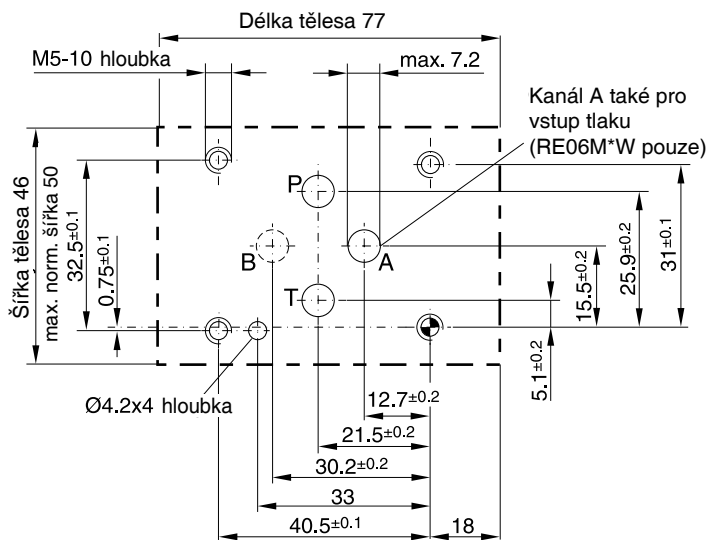 Délka tělesa 77
M5-10 hloubka
max. 7.2
Kanál A také pro
vstup tlaku
(RE06M*W pouze)
Šířka tělesa 46
max. norm. šířka 50
32.5±0.1
0.75±0.1
P
B
A
T
15.5±0.2
25.9±0.2
31±0.1
5.1±0.2
Ø4.2x4 hloubka
12.7±0.2
21.5±0.2
30.2±0.2
33
40.5±0.1
18